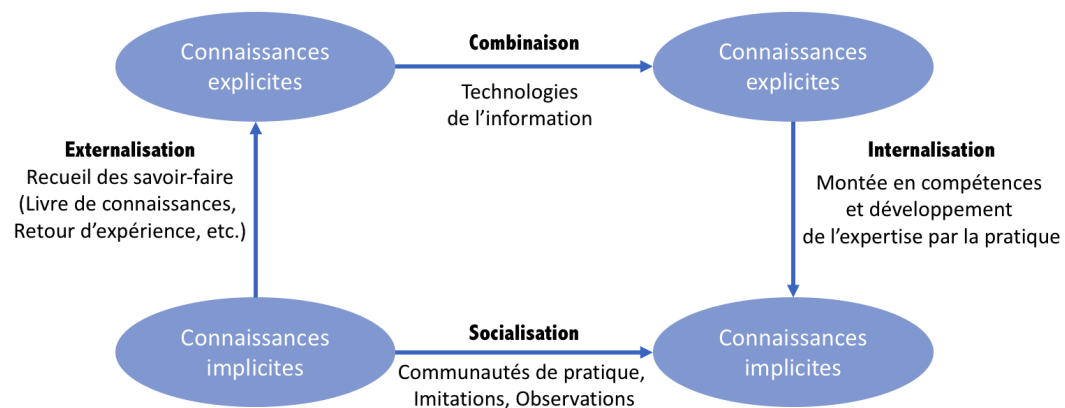 Connaissances
explicites
Combinaison
Technologies
de l’information
Connaissances
explicites
Externalisation
Recueil des savoir-faire
(Livre de connaissances,
Retour d’expérience, etc.)
Internalisation
Montée en compétences
et développement
de l’expertise par la pratique
Connaissances
implicites
Socialisation
Communautés de pratique,
Imitations, Observations
Connaissances
implicites